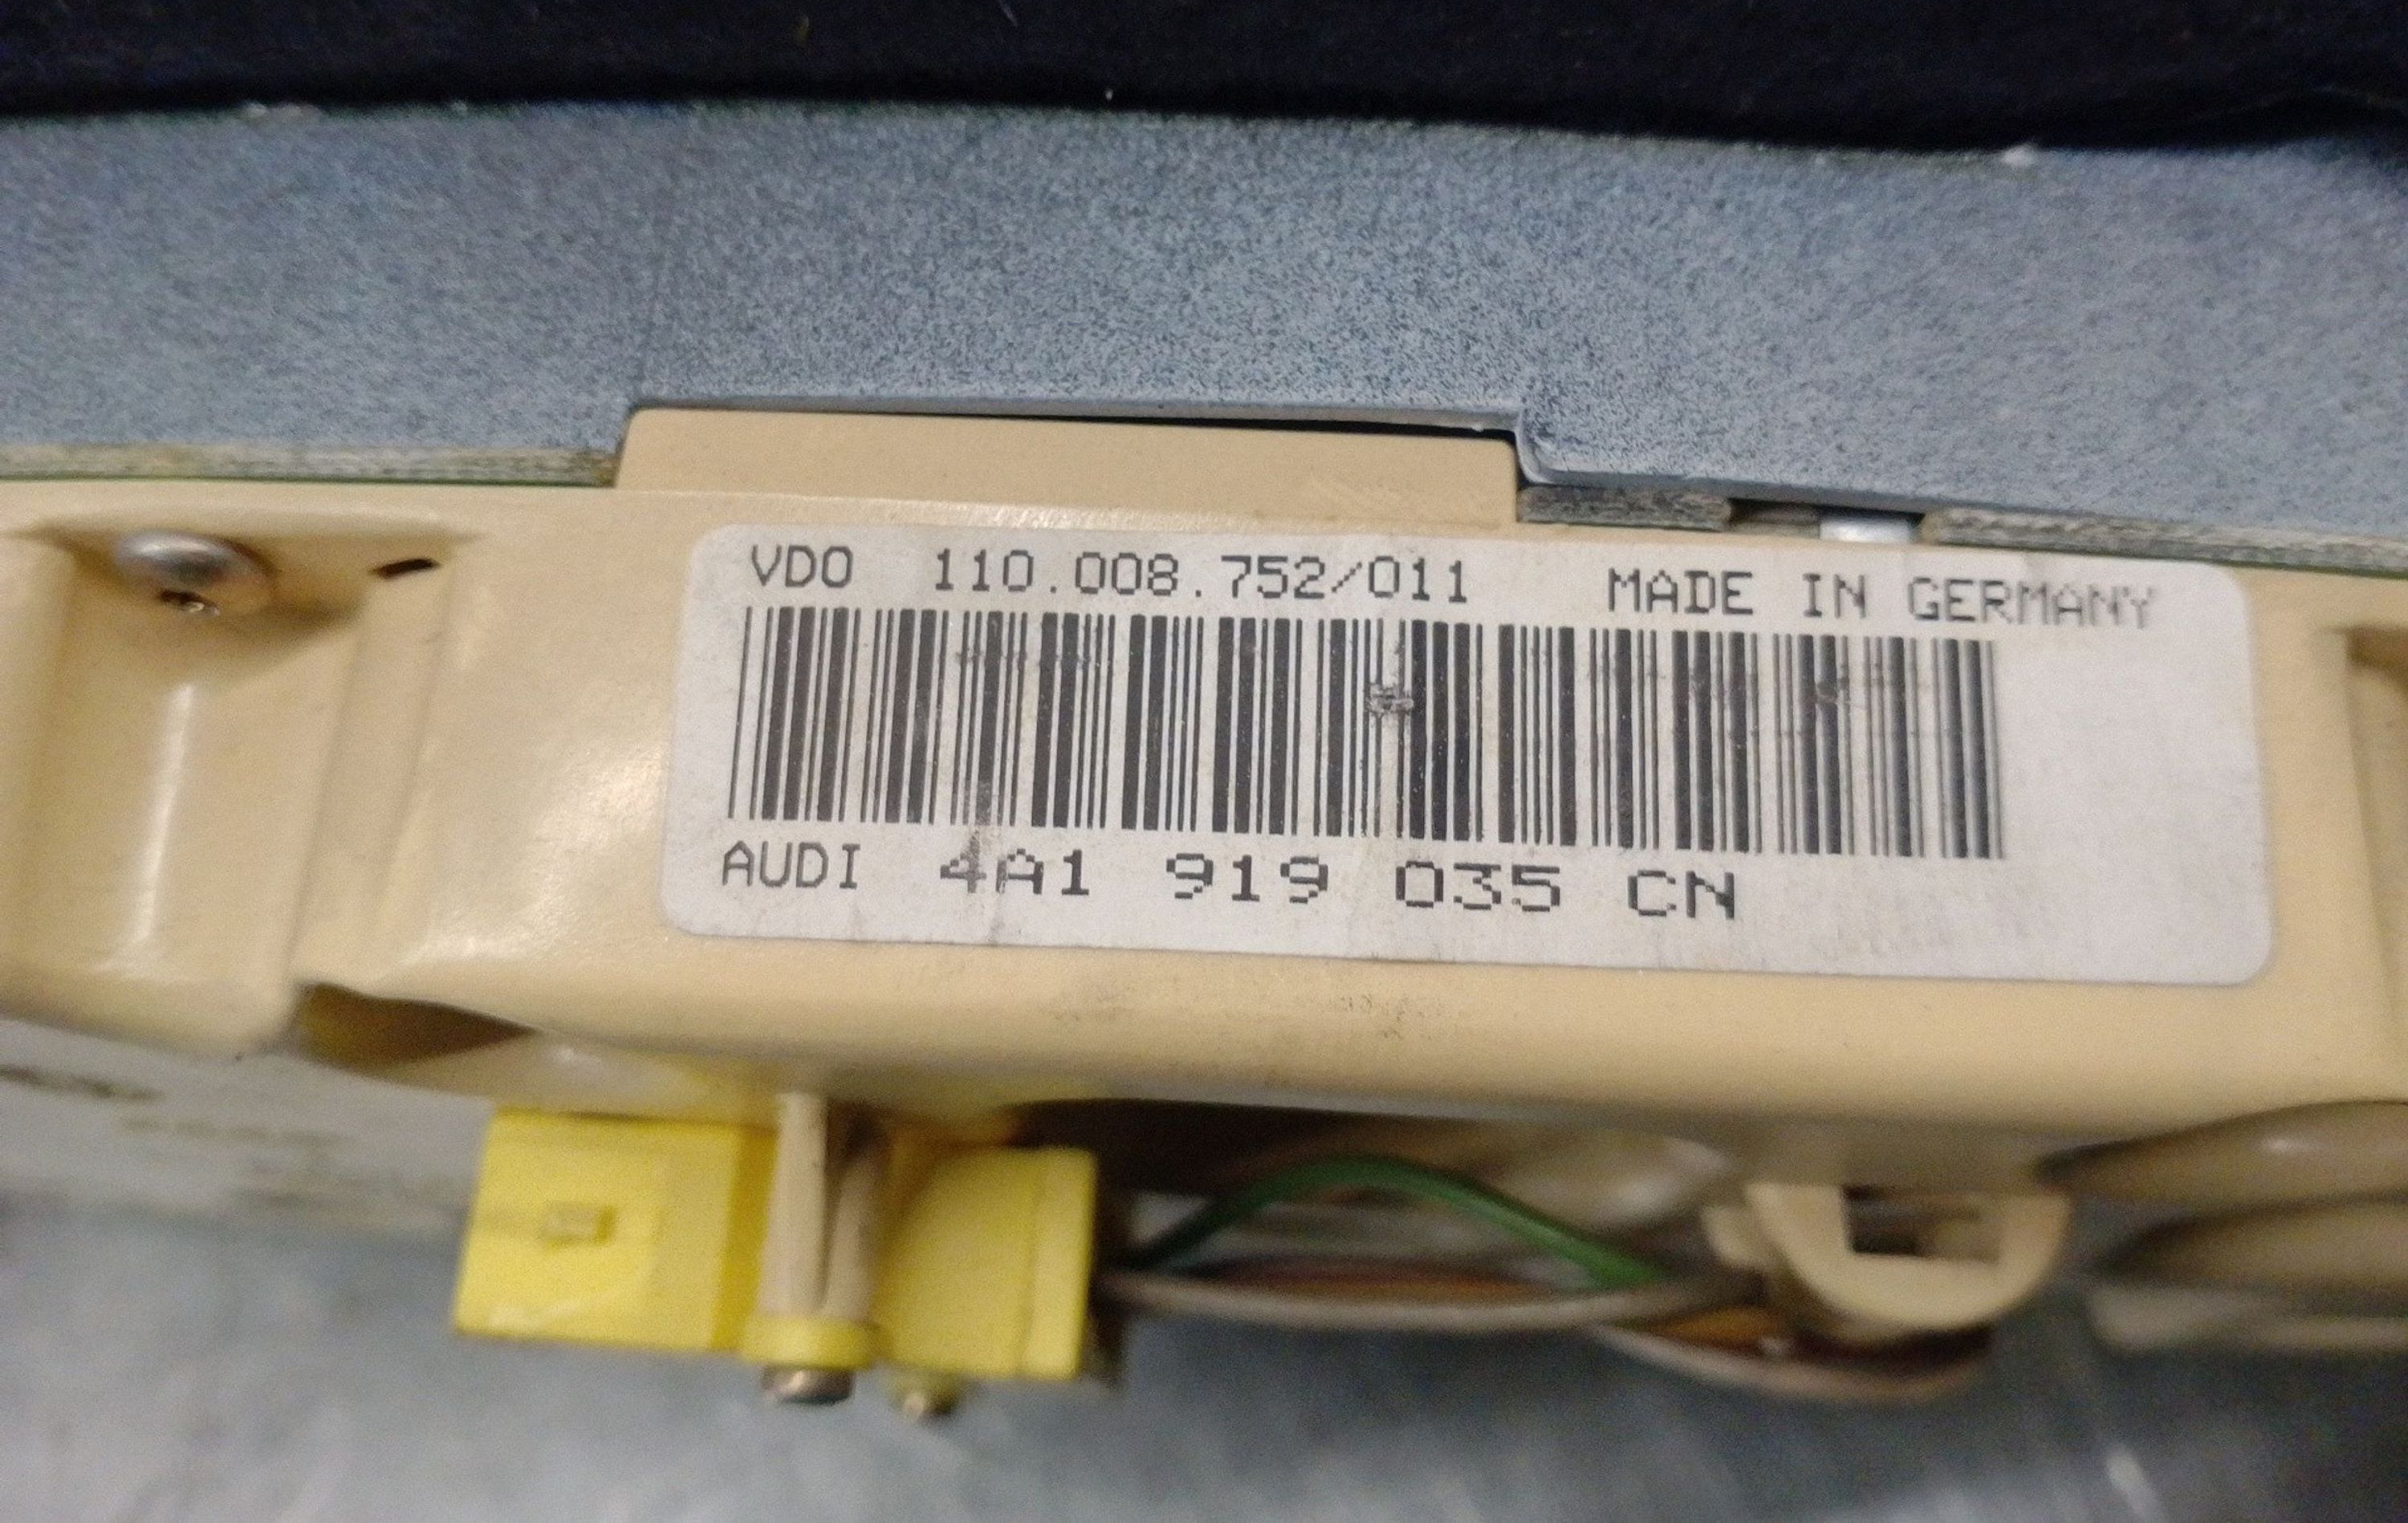 VDO 110.008.752/011 MADE IN GERMANY
AUDI 4A1 919 035 CN